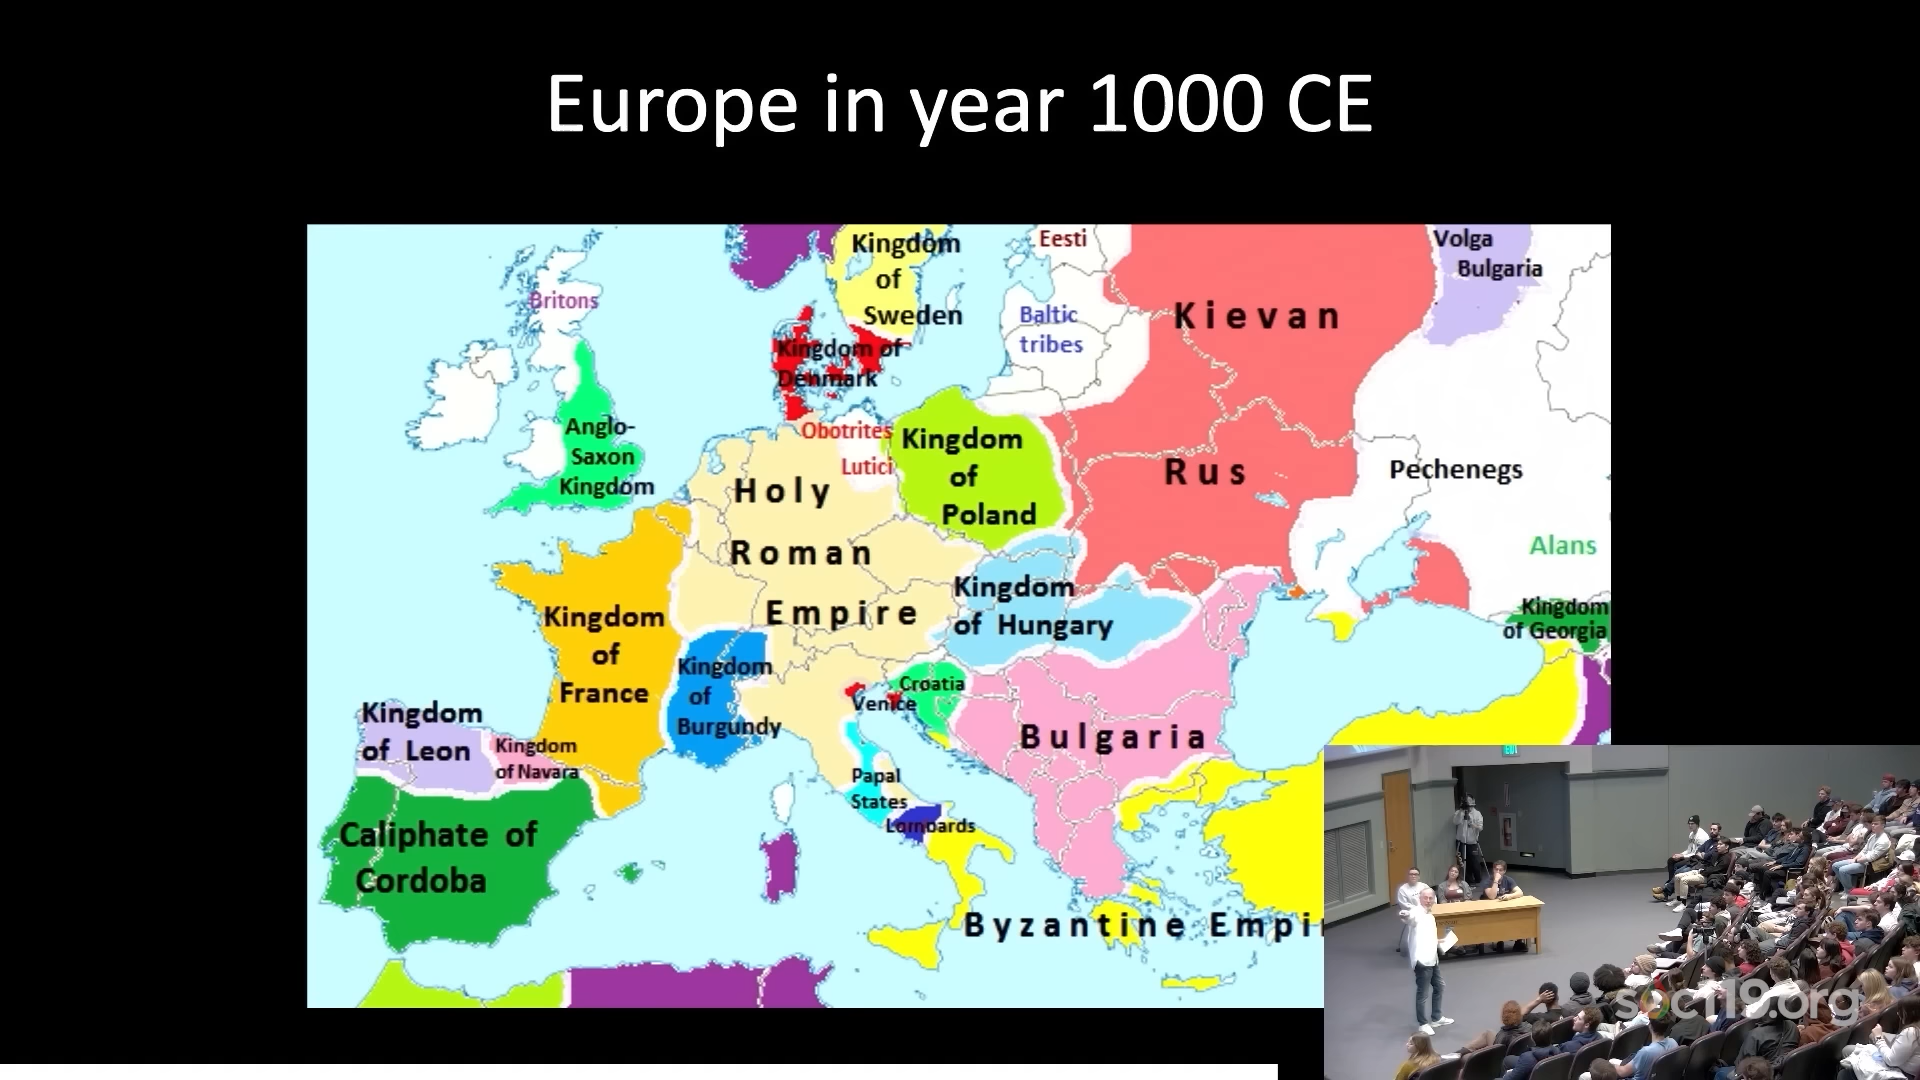 Europe in year 1000 CE
Kingdom
of
Sweden
Eesti
Volga
Bulgaria
Britons
Kievan
Baltic
tribes
Kingdom of
Denmark
Anglo-
Saxon
Kingdom
Obotrites
Lutici
Kingdom
of
Poland
Rus
Pechenegs
Holy
Roman
Empire
Alans
Kingdom
of Hungary
Kingdom
of Georgia
Kingdom
of
France
Kingdom
of
Burgundy
Croatia
Venice
Kingdom
of Leon
Kingdom
of Navara
Bulgaria
Papal
States
Lombards
Caliphate of
Cordoba
Byzantine Empi
EXIT
soc119.org